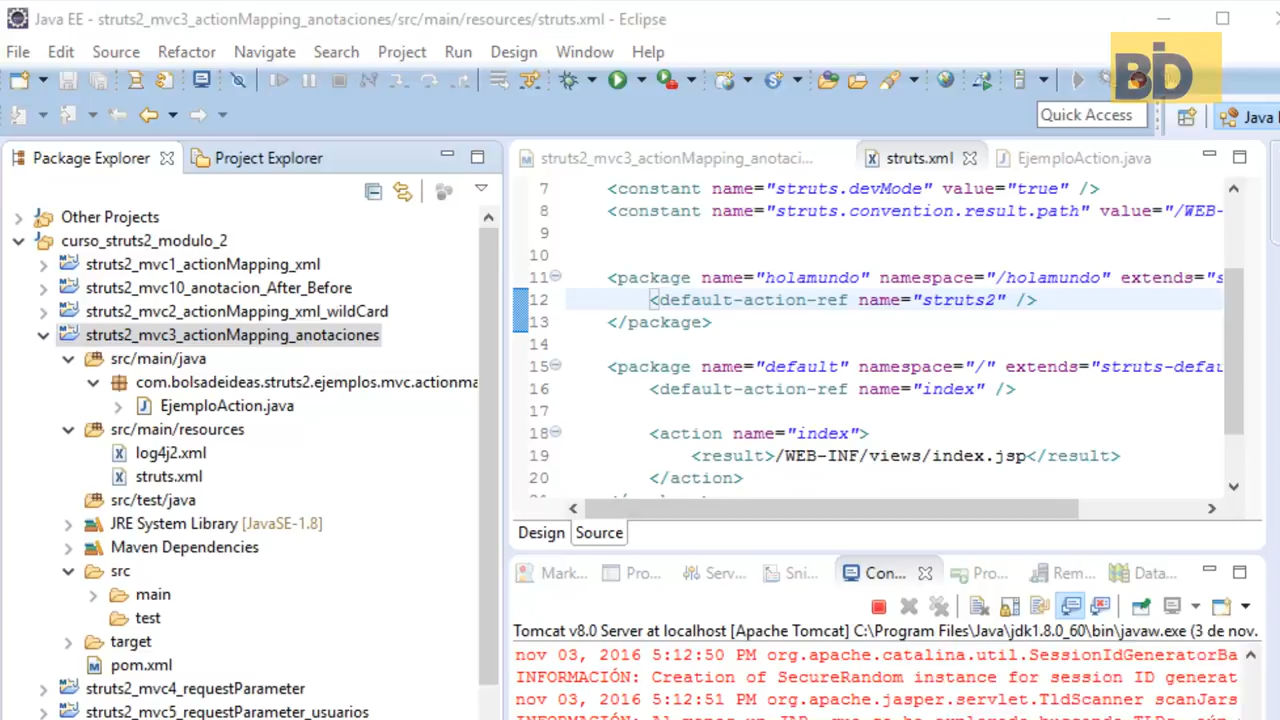 Java EE - struts2_mvc3_actionMapping_anotaciones/src/main/resources/struts.xml - Eclipse
File Edit Source Refactor Navigate Search Project Run Design Window Help
BiD
Quick Access
Java
Package Explorer
Project Explorer
Other Projects
curso_struts2_modulo_2
struts2_mvc1_actionMapping_xml
struts2_mvc10_anotacion_After_Before
struts2_mvc2_actionMapping_xml_wildCard
struts2_mvc3_actionMapping_anotaciones
src/main/java
com.bolsadeideas.struts2.ejemplos.mvc.actionma
EjemploAction.java
src/main/resources
log4j2.xml
struts.xml
src/test/java
JRE System Library [JavaSE-1.8]
Maven Dependencies
src
main
test
target
pom.xml
struts2_mvc4_requestParameter
struts2_mvc5_requestParameter_usuarios
struts2_mvc3_actionMapping_anotaci...
struts.xml
EjemploAction.java
7 <constant name="struts.devMode" value="true" />
8 <constant name="struts.convention.result.path" value="/WEB-
9
10
11 <package name="holamundo" namespace="/holamundo" extends="s
12 <default-action-ref name="struts2" />
13 </package>
14
15 <package name="default" namespace="/" extends="struts-defau
16 <default-action-ref name="index" />
17
18 <action name="index">
19 <result>/WEB-INF/views/index.jsp</result>
20 </action>
Design Source
Mark... Pro... Serv... Sni... Con... Pro... Rem... Data...
Tomcat v8.0 Server at localhost [Apache Tomcat] C:\Program Files\Java\jdk1.8.0_60\bin\javaw.exe (3 de nov.
nov 03, 2016 5:12:50 PM org.apache.catalina.util.SessionIdGeneratorBa
INFORMACIÓN: Creation of SecureRandom instance for session ID generat
nov 03, 2016 5:12:51 PM org.apache.jasper.servlet.TldScanner scanJars